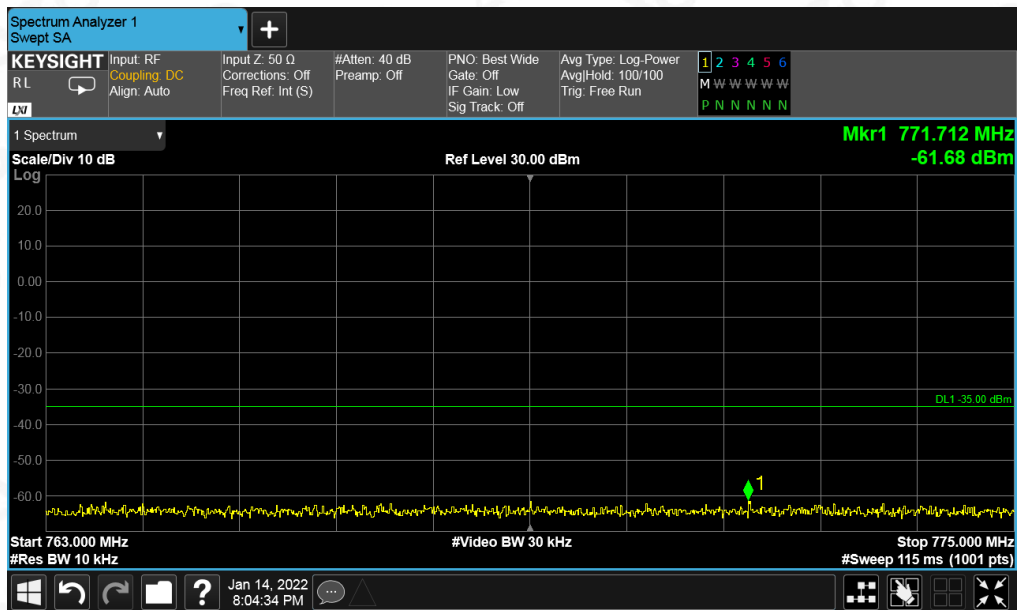 Spectrum Analyzer 1
Swept SA
+
KEYSIGHT
R L
LXI
Input: RF
Coupling: DC
Align: Auto
Input Z: 50 Ω
Corrections: Off
Freq Ref: Int (S)
#Atten: 40 dB
Preamp: Off
PNO: Best Wide
Gate: Off
IF Gain: Low
Sig Track: Off
Avg Type: Log-Power
Avg|Hold: 100/100
Trig: Free Run
1 2 3 4 5 6
M W W W W W
P N N N N N
1 Spectrum
Mkr1 771.712 MHz
Scale/Div 10 dB
Ref Level 30.00 dBm
-61.68 dBm
Log
20.0
10.0
0.00
-10.0
-20.0
-30.0
DL1 -35.00 dBm
-40.0
-50.0
1
-60.0
Start 763.000 MHz
#Video BW 30 kHz
Stop 775.000 MHz
#Res BW 10 kHz
#Sweep 115 ms (1001 pts)
?
Jan 14, 2022
8:04:34 PM